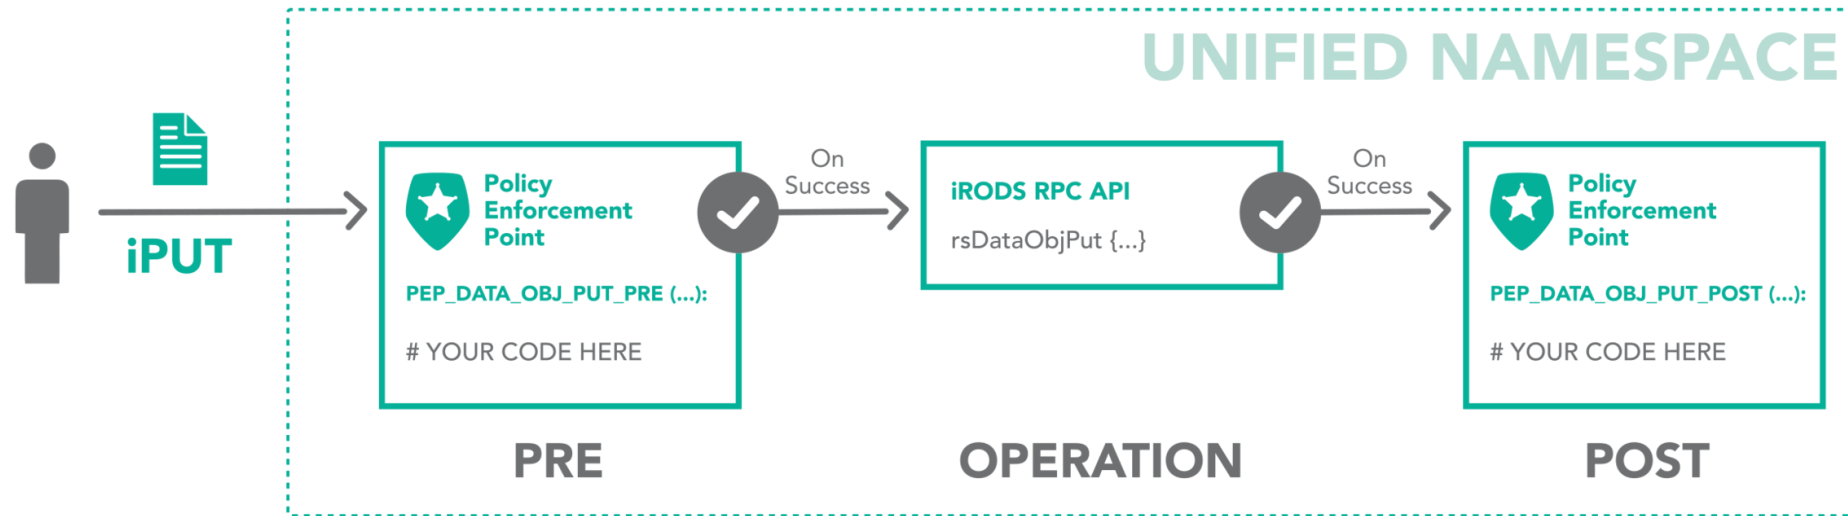 UNIFIED NAMESPACE
iPUT
Policy
Enforcement
Point
PEP_DATA_OBJ_PUT_PRE (...):
# YOUR CODE HERE
PRE
On
Success
iRODS RPC API
rsDataObjPut {...}
OPERATION
On
Success
Policy
Enforcement
Point
PEP_DATA_OBJ_PUT_POST (...):
# YOUR CODE HERE
POST